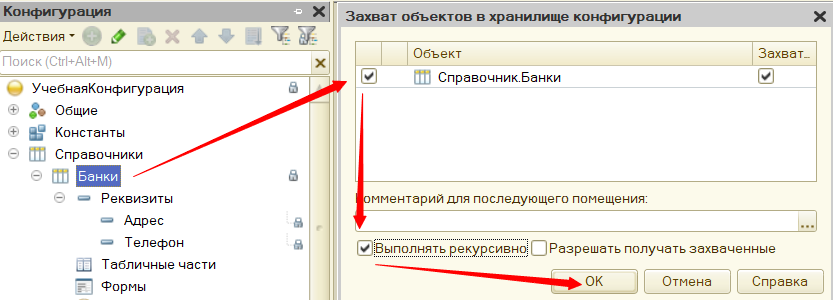 Конфигурация
Действия
Поиск (Ctrl+Alt+M)
УчебнаяКонфигурация
Общие
Константы
Справочники
Банки
Реквизиты
Адрес
Телефон
Табличные части
Формы
Захват объектов в хранилище конфигурации
Объект Захват...
Справочник.Банки
Комментарий для последующего помещения:
...
Выполнять рекурсивно Разрешать получать захваченные
OK Отмена Справка